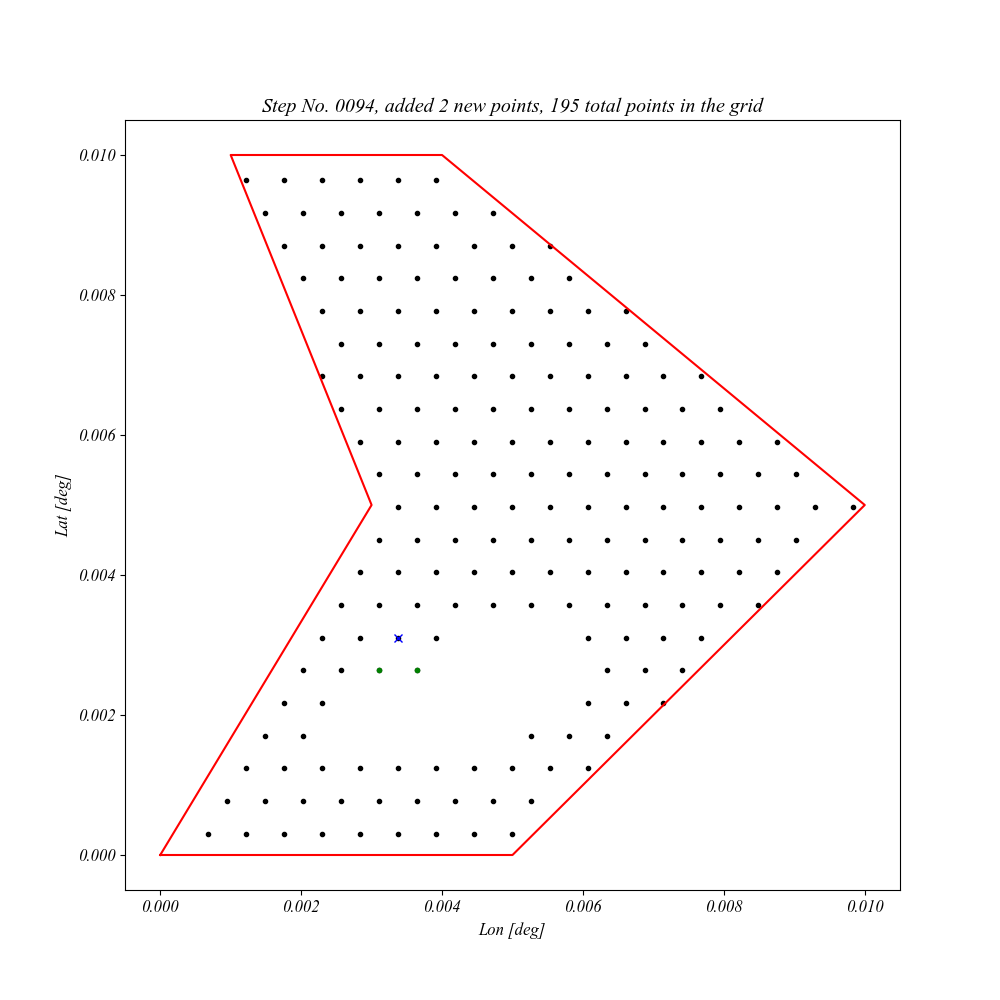 Step No. 0094, added 2 new points, 195 total points in the grid
0.010
0.008
0.006
0.004
0.002
0.000
Lat [deg]
0.000 0.002 0.004 0.006 0.008 0.010
Lon [deg]